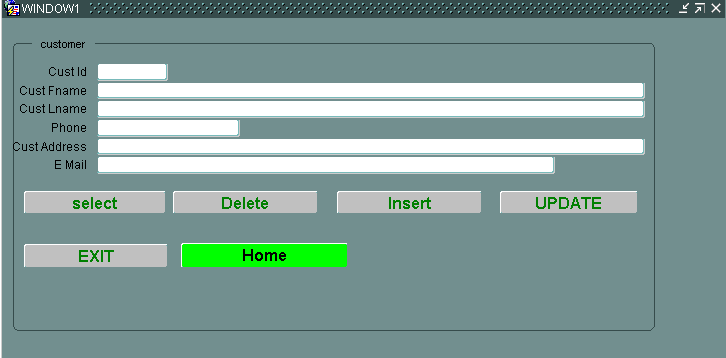 WINDOW1
customer
Cust Id
Cust Fname
Cust Lname
Phone
Cust Address
E Mail
select Delete Insert UPDATE
EXIT Home